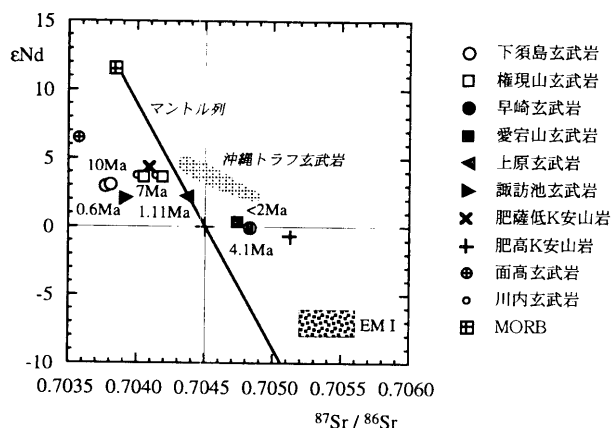 εNd
15
10
5
0
-5
-10
マントル列
沖縄トラフ玄武岩
10Ma
7Ma
0.6Ma
1.11Ma
<2Ma
4.1Ma
EM I
0.7035 0.7040 0.7045 0.7050 0.7055 0.7060
⁸⁷Sr / ⁸⁶Sr
下須島玄武岩
権現山玄武岩
早崎玄武岩
愛宕山玄武岩
上原玄武岩
諏訪池玄武岩
肥薩低K安山岩
肥高K安山岩
面高玄武岩
川内玄武岩
MORB